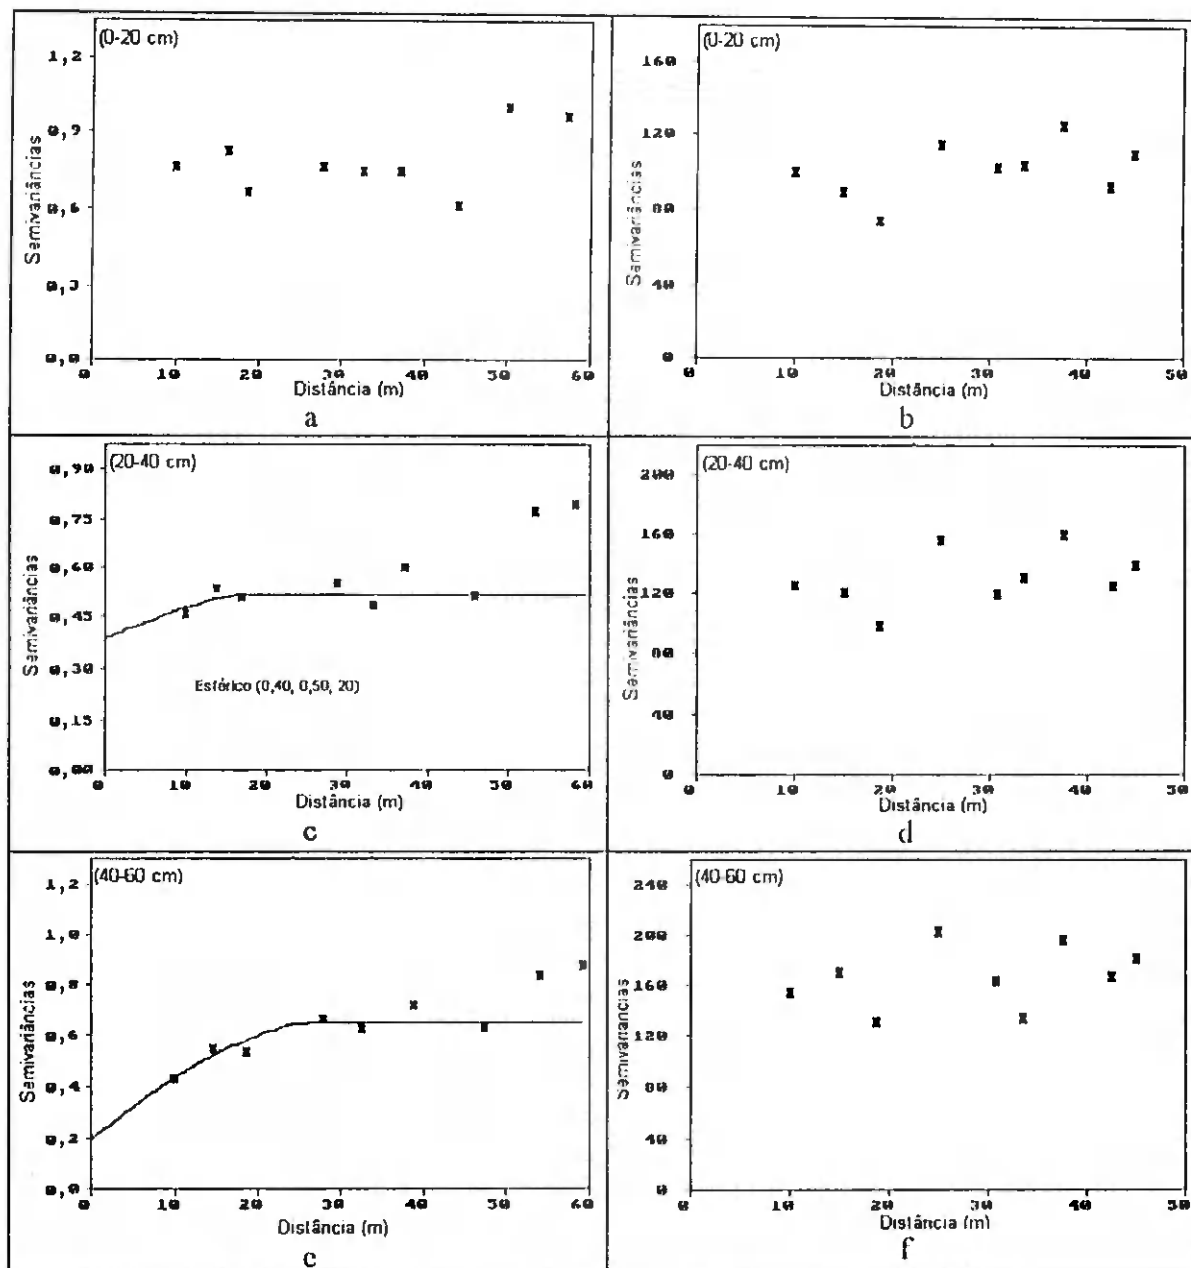 (0-20 cm)
Semivariâncias
1,2
0,9
0,6
0,3
0,0
0 10 20 30 40 50 60
Distância (m)
a
(0-20 cm)
Semivariâncias
160
120
80
40
0
0 10 20 30 40 50
Distância (m)
b
(20-40 cm)
Semivariâncias
0,90
0,75
0,60
0,45
0,30
0,15
0,00
Esférico (0,40, 0,50, 20)
0 10 20 30 40 50 60
Distância (m)
c
(20-40 cm)
Semivariâncias
200
160
120
80
40
0
0 10 20 30 40 50
Distância (m)
d
(40-60 cm)
Semivariâncias
1,2
1,0
0,8
0,6
0,4
0,2
0,0
0 10 20 30 40 50 60
Distância (m)
e
(40-60 cm)
Semivariâncias
240
200
160
120
80
40
0
0 10 20 30 40 50
Distância (m)
f